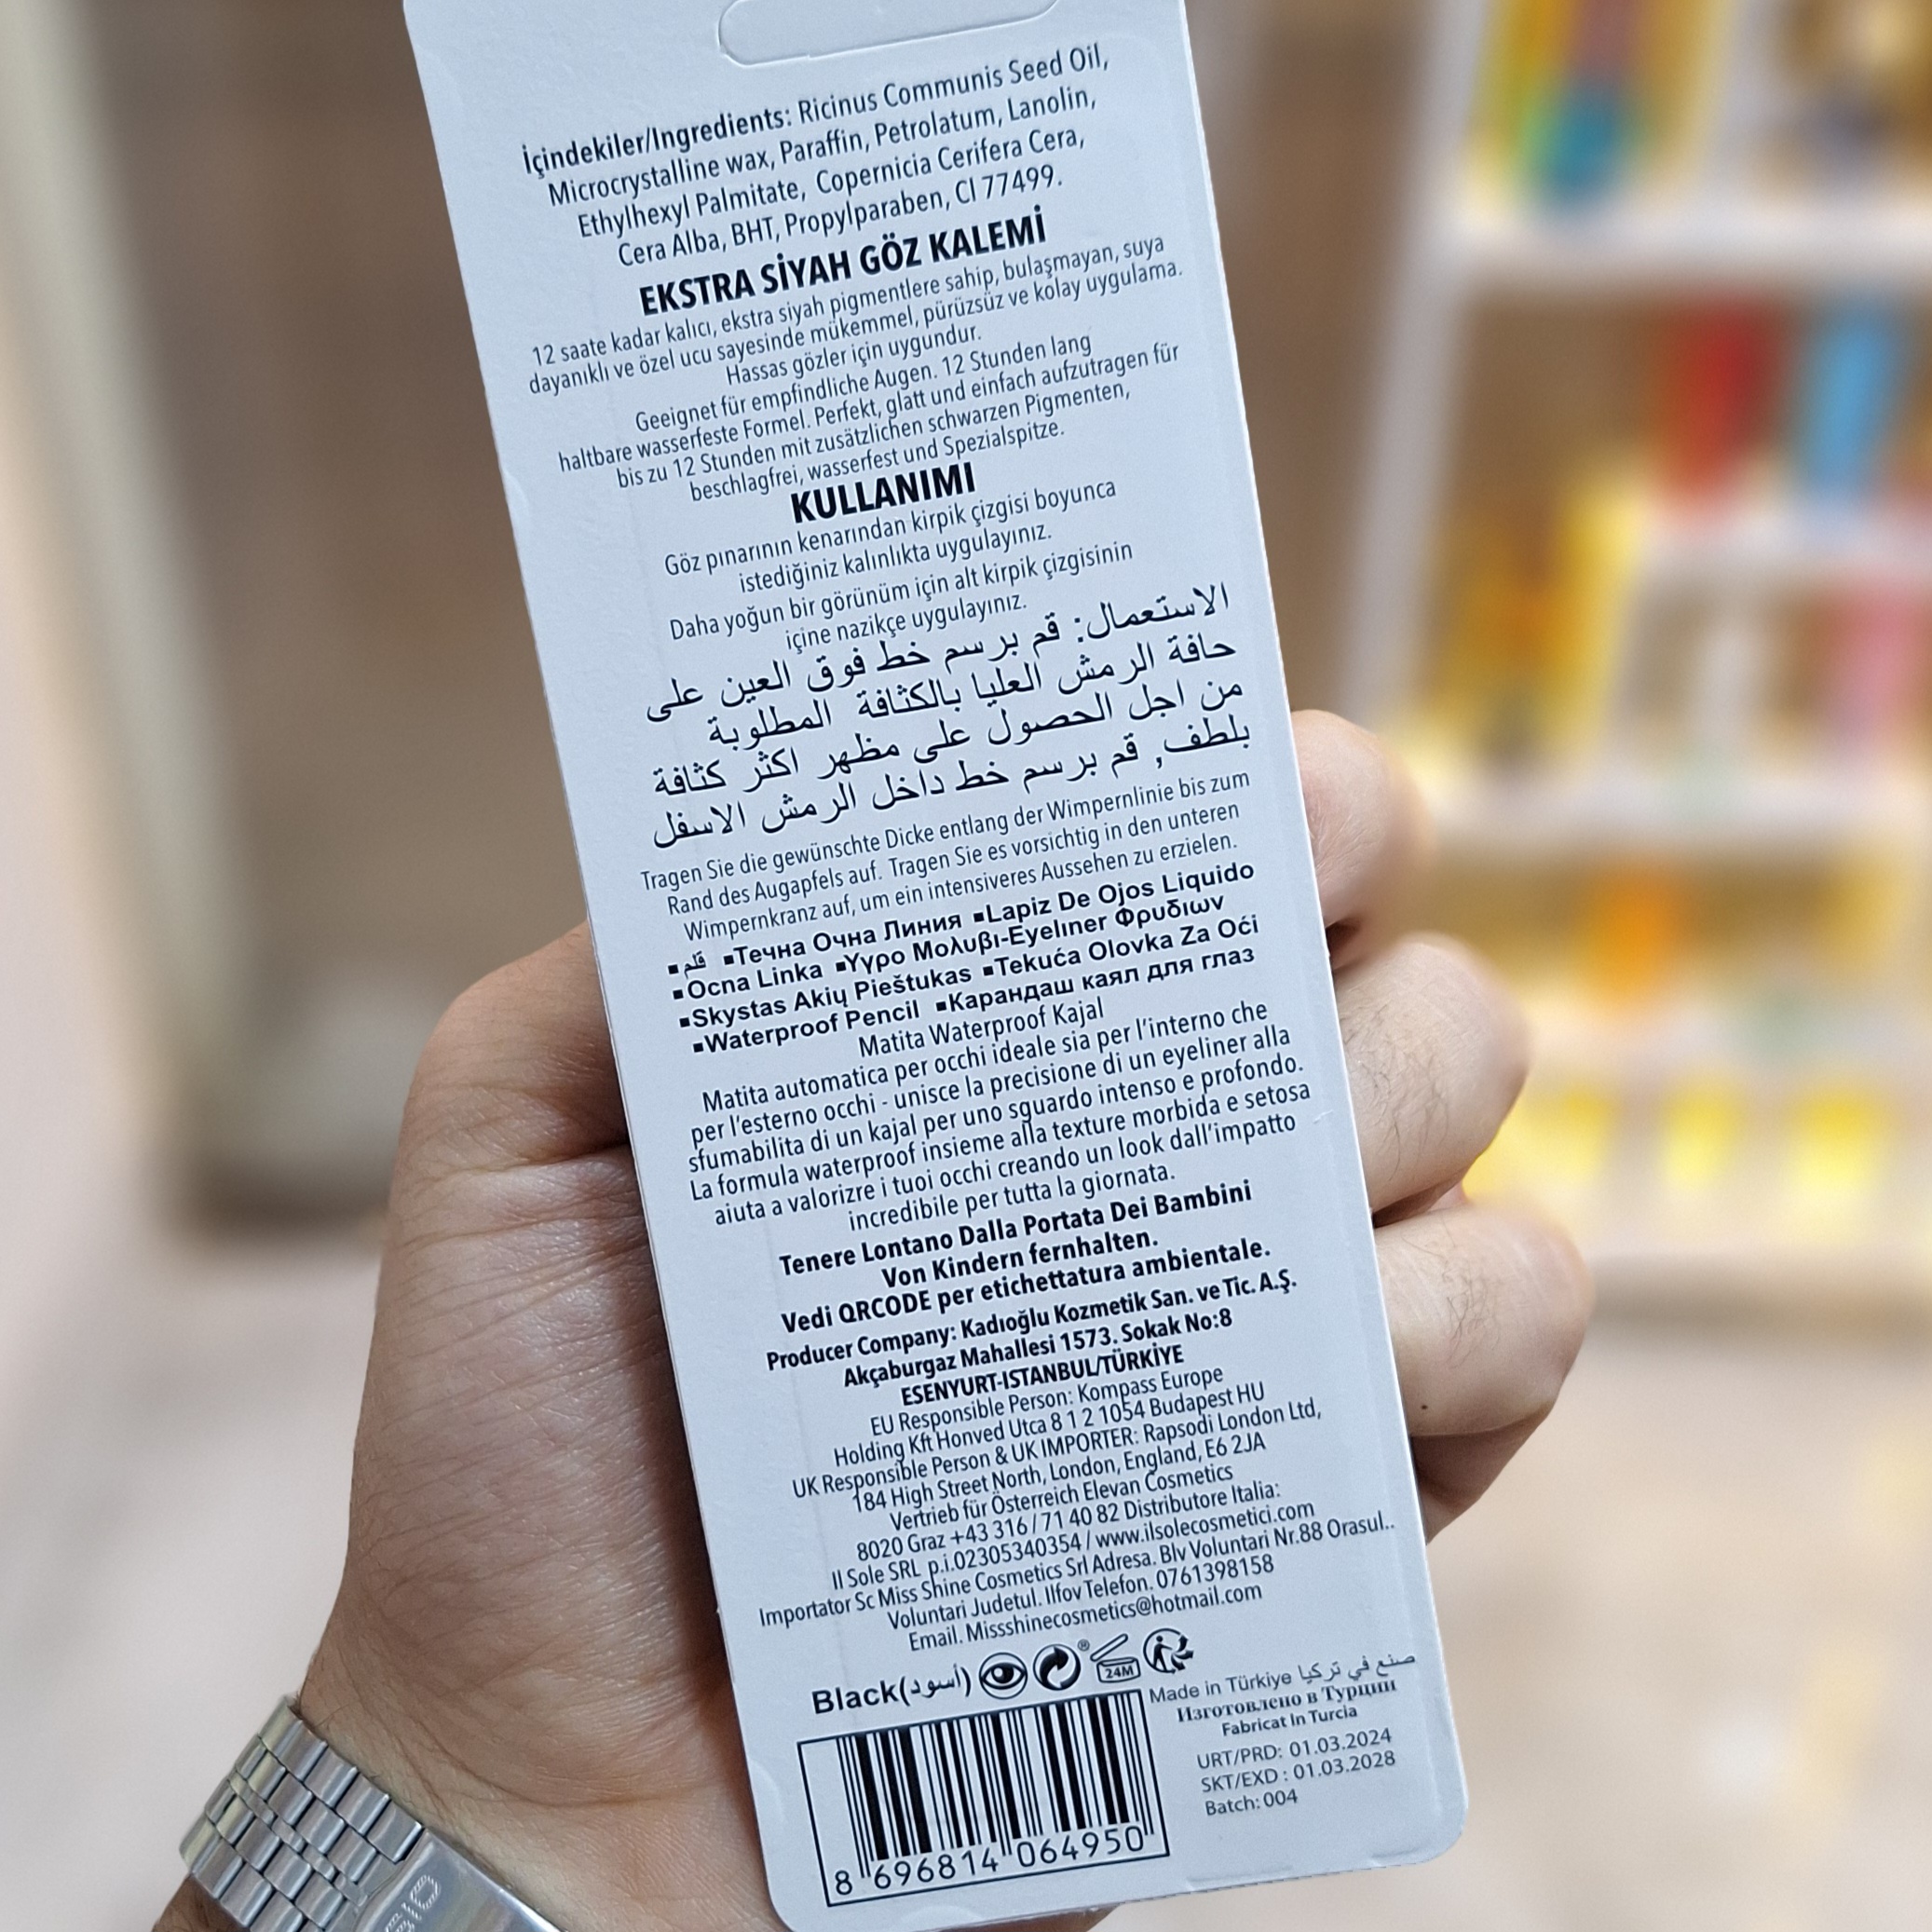 İçindekiler/Ingredients: Ricinus Communis Seed Oil,
Microcrystalline wax, Paraffin, Petrolatum, Lanolin,
Ethylhexyl Palmitate, Copernicia Cerifera Cera,
Cera Alba, BHT, Propylparaben, CI 77499.
EKSTRA SİYAH GÖZ KALEMİ
12 saate kadar kalıcı, ekstra siyah pigmentlere sahip, bulaşmayan, suya
dayanıklı ve özel ucu sayesinde mükemmel, pürüzsüz ve kolay uygulama.
Hassas gözler için uygundur.
Geeignet für empfindliche Augen. 12 Stunden lang
haltbare wasserfeste Formel. Perfekt, glatt und einfach aufzutragen für
bis zu 12 Stunden mit zusätzlichen schwarzen Pigmenten,
beschlagfrei, wasserfest und Spezialspitze.
KULLANIMI
Göz pınarının kenarından kirpik çizgisi boyunca
istediğiniz kalınlıkta uygulayınız.
Daha yoğun bir görünüm için alt kirpik çizgisinin
içine nazikçe uygulayınız.
الاستعمال: قم برسم خط فوق العين على
حافة الرمش العليا بالكثافة المطلوبة
من اجل الحصول على مظهر اكثر كثافة
بلطف, قم برسم خط داخل الرمش الاسفل
Tragen Sie die gewünschte Dicke entlang der Wimpernlinie bis zum
Rand des Augapfels auf. Tragen Sie es vorsichtig in den unteren
Wimpernkranz auf, um ein intensiveres Aussehen zu erzielen.
▪قلم ▪Течна Очна Линия ▪Lapiz De Ojos Liquido
▪Ocna Linka ▪Υγρο Μολυβι-Eyelıner Φρυδιων
▪Skystas Akių Pieštukas ▪Tekuća Olovka Za Oći
▪Waterproof Pencil ▪Карандаш каял для глаз
Matita Waterproof Kajal
Matita automatica per occhi ideale sia per l'interno che
per l'esterno occhi - unisce la precisione di un eyeliner alla
sfumabilita di un kajal per uno sguardo intenso e profondo.
La formula waterproof insieme alla texture morbida e setosa
aiuta a valorizre i tuoi occhi creando un look dall'impatto
incredibile per tutta la giornata.
Tenere Lontano Dalla Portata Dei Bambini
Von Kindern fernhalten.
Vedi QRCODE per etichettatura ambientale.
Producer Company: Kadıoğlu Kozmetik San. ve Tic. A.Ş.
Akçaburgaz Mahallesi 1573. Sokak No:8
ESENYURT-ISTANBUL/TÜRKİYE
EU Responsible Person: Kompass Europe
Holding Kft Honved Utca 8 1 2 1054 Budapest HU
UK Responsible Person & UK IMPORTER: Rapsodi London Ltd,
184 High Street North, London, England, E6 2JA
Vertrieb für Österreich Elevan Cosmetics
8020 Graz +43 316 / 71 40 82 Distributore Italia:
Il Sole SRL p.i.02305340354 / www.ilsolecosmetici.com
Importator Sc Miss Shine Cosmetics Srl Adresa. Blv Voluntari Nr.88 Orasul..
Voluntari Judetul. Ilfov Telefon. 0761398158
Email. Missshinecosmetics@hotmail.com
Black(أسود) ® 24M
Made in Türkiye صنع في تركيا
Изготовлено в Турции
Fabricat In Turcia
URT/PRD: 01.03.2024
SKT/EXD : 01.03.2028
Batch: 004
8 696814 064950